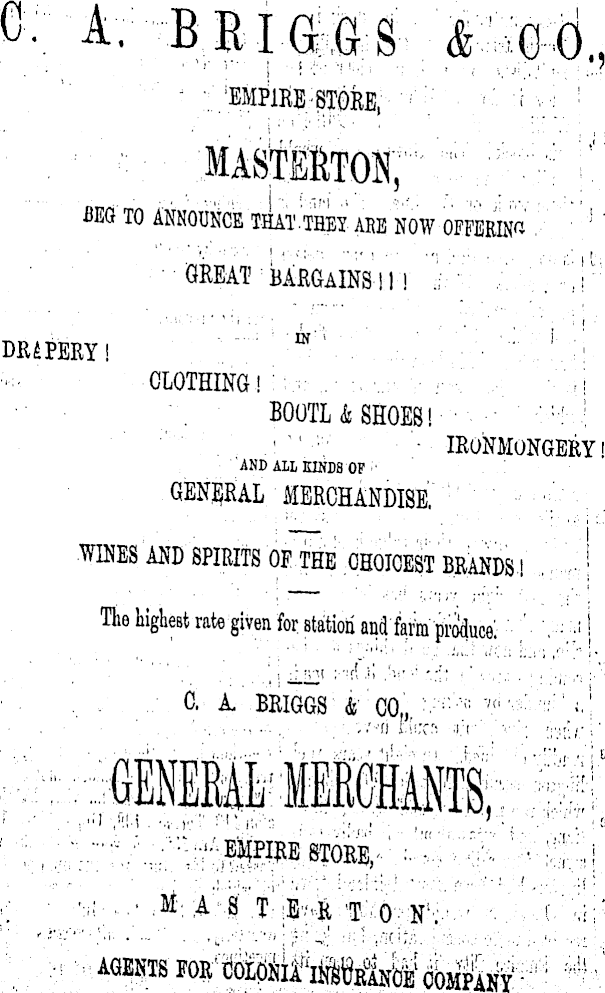 C. A. BRIGGS & CO.,
EMPIRE STORE,
MASTERTON,
BEG TO ANNOUNCE THAT THEY ARE NOW OFFERING
GREAT BARGAINS!!!
IN
DRAPERY!
CLOTHING!
BOOTL & SHOES!
IRONMONGERY!
AND ALL KINDS OF
GENERAL MERCHANDISE.
WINES AND SPIRITS OF THE CHOICEST BRANDS!
The highest rate given for station and farm produce.
C. A. BRIGGS & CO.,
GENERAL MERCHANTS,
EMPIRE STORE,
MASTERTON.
AGENTS FOR COLONIA INSURANCE COMPANY